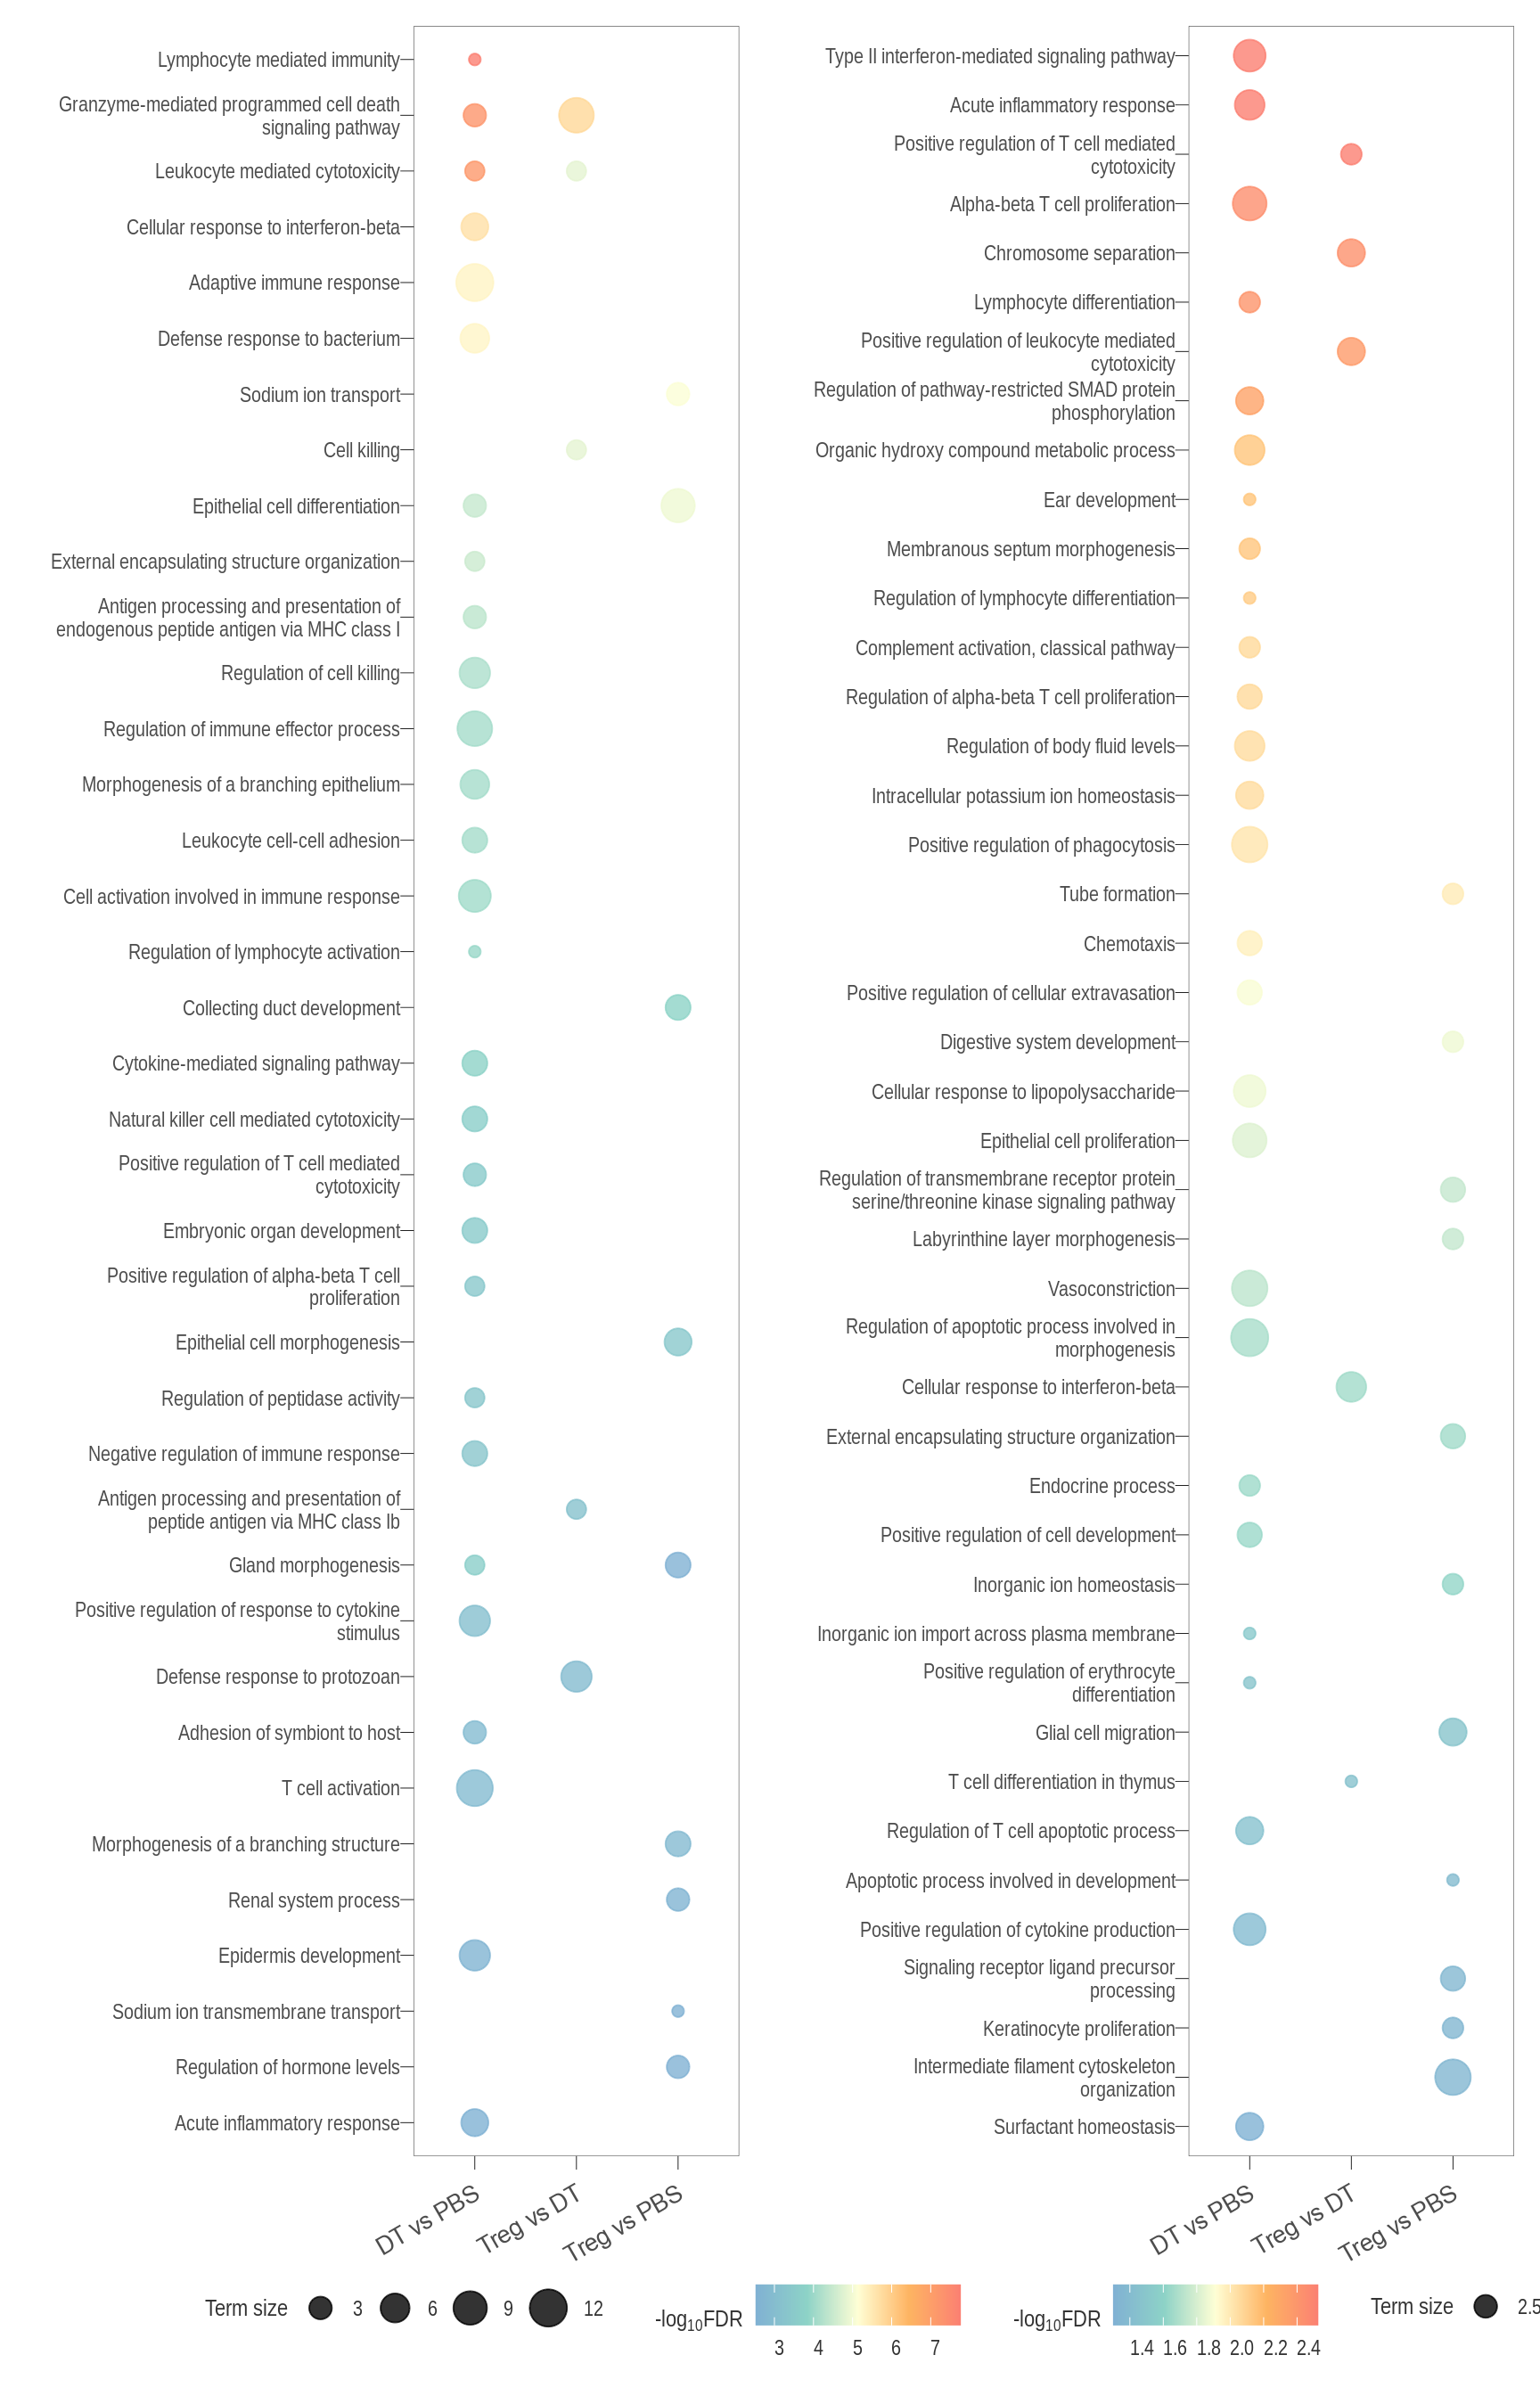 Lymphocyte mediated immunity
Granzyme-mediated programmed cell death
signaling pathway
Leukocyte mediated cytotoxicity
Cellular response to interferon-beta
Adaptive immune response
Defense response to bacterium
Sodium ion transport
Cell killing
Epithelial cell differentiation
External encapsulating structure organization
Antigen processing and presentation of
endogenous peptide antigen via MHC class I
Regulation of cell killing
Regulation of immune effector process
Morphogenesis of a branching epithelium
Leukocyte cell-cell adhesion
Cell activation involved in immune response
Regulation of lymphocyte activation
Collecting duct development
Cytokine-mediated signaling pathway
Natural killer cell mediated cytotoxicity
Positive regulation of T cell mediated
cytotoxicity
Embryonic organ development
Positive regulation of alpha-beta T cell
proliferation
Epithelial cell morphogenesis
Regulation of peptidase activity
Negative regulation of immune response
Antigen processing and presentation of
peptide antigen via MHC class Ib
Gland morphogenesis
Positive regulation of response to cytokine
stimulus
Defense response to protozoan
Adhesion of symbiont to host
T cell activation
Morphogenesis of a branching structure
Renal system process
Epidermis development
Sodium ion transmembrane transport
Regulation of hormone levels
Acute inflammatory response
DT vs PBS
Treg vs DT
Treg vs PBS
Term size 3 6 9 12
-log10FDR
3 4 5 6 7
Type II interferon-mediated signaling pathway
Acute inflammatory response
Positive regulation of T cell mediated
cytotoxicity
Alpha-beta T cell proliferation
Chromosome separation
Lymphocyte differentiation
Positive regulation of leukocyte mediated
cytotoxicity
Regulation of pathway-restricted SMAD protein
phosphorylation
Organic hydroxy compound metabolic process
Ear development
Membranous septum morphogenesis
Regulation of lymphocyte differentiation
Complement activation, classical pathway
Regulation of alpha-beta T cell proliferation
Regulation of body fluid levels
Intracellular potassium ion homeostasis
Positive regulation of phagocytosis
Tube formation
Chemotaxis
Positive regulation of cellular extravasation
Digestive system development
Cellular response to lipopolysaccharide
Epithelial cell proliferation
Regulation of transmembrane receptor protein
serine/threonine kinase signaling pathway
Labyrinthine layer morphogenesis
Vasoconstriction
Regulation of apoptotic process involved in
morphogenesis
Cellular response to interferon-beta
External encapsulating structure organization
Endocrine process
Positive regulation of cell development
Inorganic ion homeostasis
Inorganic ion import across plasma membrane
Positive regulation of erythrocyte
differentiation
Glial cell migration
T cell differentiation in thymus
Regulation of T cell apoptotic process
Apoptotic process involved in development
Positive regulation of cytokine production
Signaling receptor ligand precursor
processing
Keratinocyte proliferation
Intermediate filament cytoskeleton
organization
Surfactant homeostasis
DT vs PBS
Treg vs DT
Treg vs PBS
-log10FDR
1.4 1.6 1.8 2.0 2.2 2.4
Term size 2.5